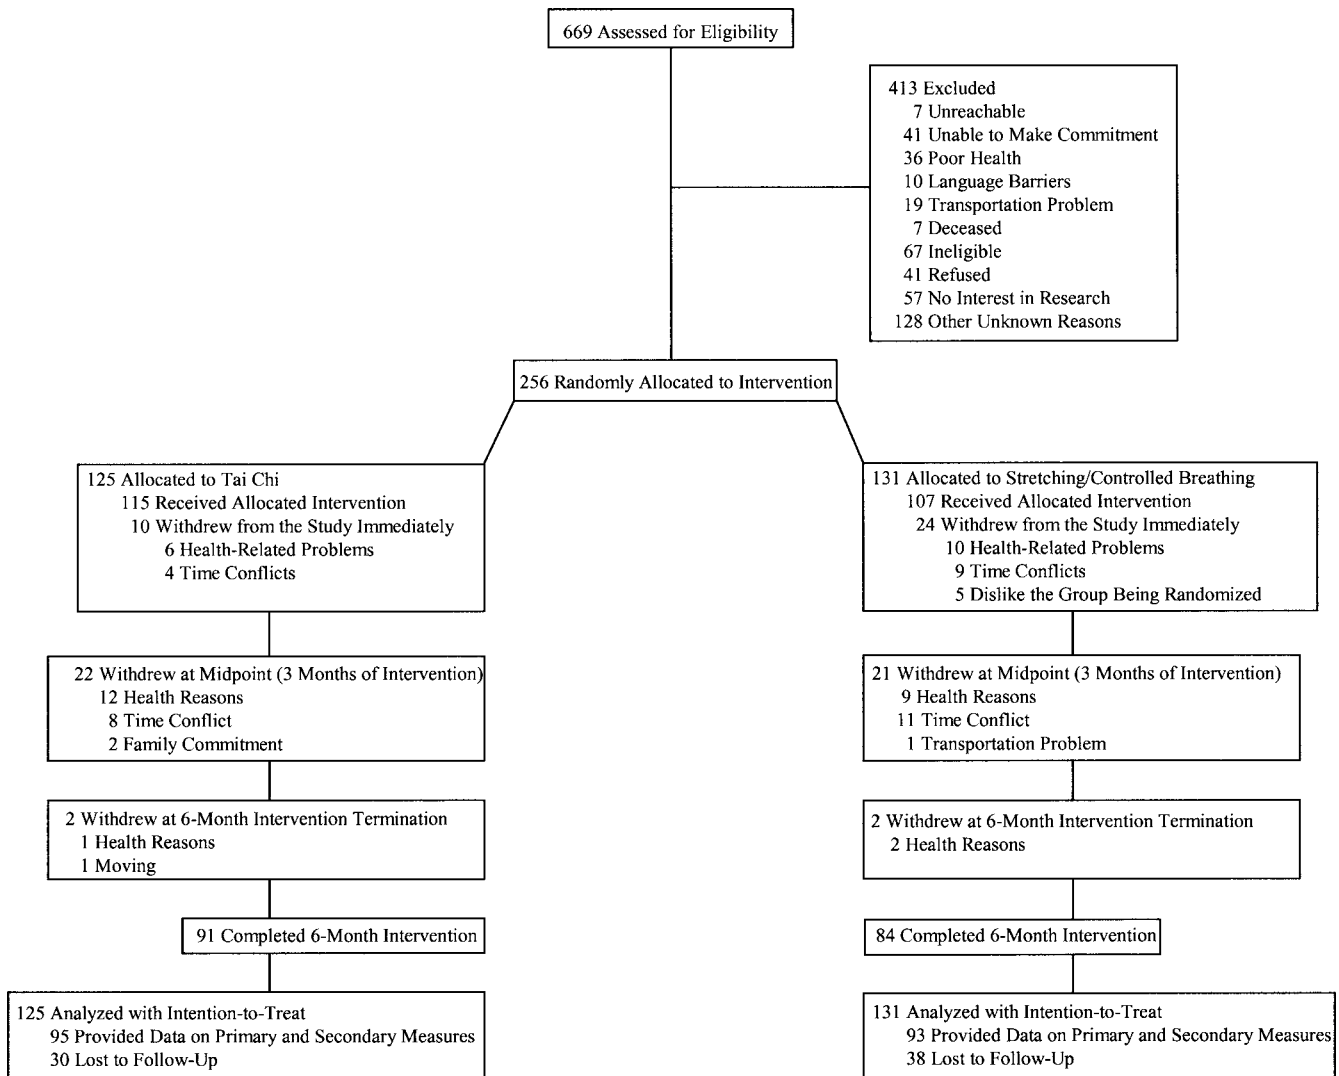 669 Assessed for Eligibility
413 Excluded
7 Unreachable
41 Unable to Make Commitment
36 Poor Health
10 Language Barriers
19 Transportation Problem
7 Deceased
67 Ineligible
41 Refused
57 No Interest in Research
128 Other Unknown Reasons
256 Randomly Allocated to Intervention
125 Allocated to Tai Chi
115 Received Allocated Intervention
10 Withdrew from the Study Immediately
6 Health-Related Problems
4 Time Conflicts
131 Allocated to Stretching/Controlled Breathing
107 Received Allocated Intervention
24 Withdrew from the Study Immediately
10 Health-Related Problems
9 Time Conflicts
5 Dislike the Group Being Randomized
22 Withdrew at Midpoint (3 Months of Intervention)
12 Health Reasons
8 Time Conflict
2 Family Commitment
21 Withdrew at Midpoint (3 Months of Intervention)
9 Health Reasons
11 Time Conflict
1 Transportation Problem
2 Withdrew at 6-Month Intervention Termination
1 Health Reasons
1 Moving
2 Withdrew at 6-Month Intervention Termination
2 Health Reasons
91 Completed 6-Month Intervention
84 Completed 6-Month Intervention
125 Analyzed with Intention-to-Treat
95 Provided Data on Primary and Secondary Measures
30 Lost to Follow-Up
131 Analyzed with Intention-to-Treat
93 Provided Data on Primary and Secondary Measures
38 Lost to Follow-Up